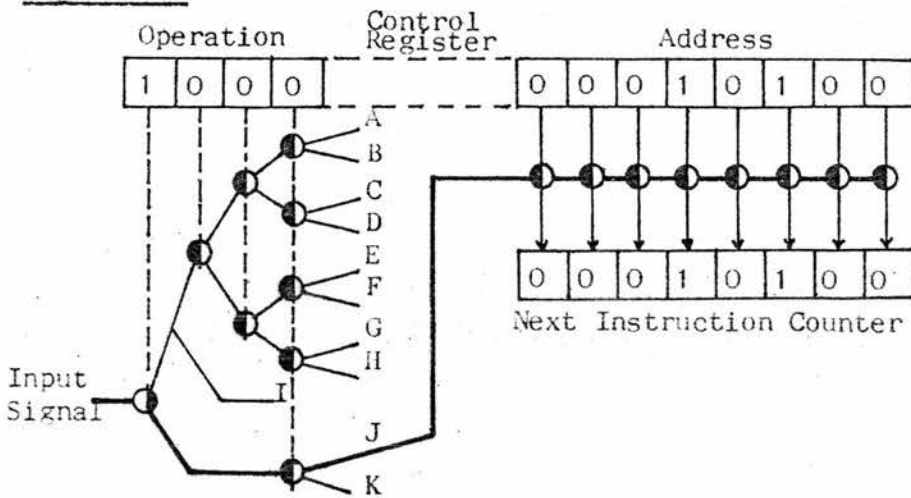 Control
Operation Register Address
1 0 0 0 0 0 0 1 0 1 0 0
A
B
C
D
E
F
0 0 0 1 0 1 0 0
G
Next Instruction Counter
H
Input
Signal
I
J
K